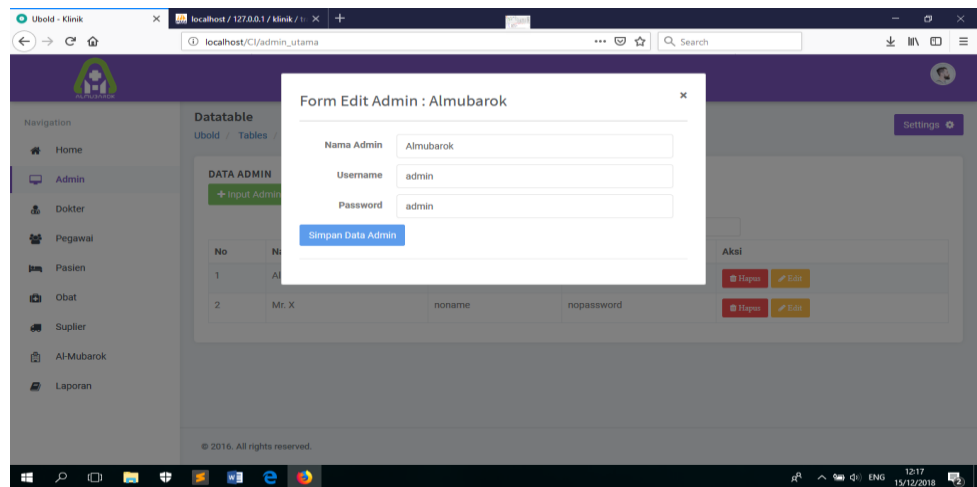 Ubold - Klinik
localhost / 127.0.0.1 / klinik / t
localhost/CI/admin_utama
Search
ALMUBAROK
Navigation
Home
Admin
Dokter
Pegawai
Pasien
Obat
Suplier
Al-Mubarok
Laporan
Datatable
Ubold / Tables /
Settings
DATA ADMIN
+ Input Admin
Form Edit Admin : Almubarok
×
Nama Admin Almubarok
Username admin
Password admin
Simpan Data Admin
No Na Aksi
1 Al Hapus Edit
2 Mr. X noname nopassword Hapus Edit
© 2016. All rights reserved.
ENG
12:17
15/12/2018